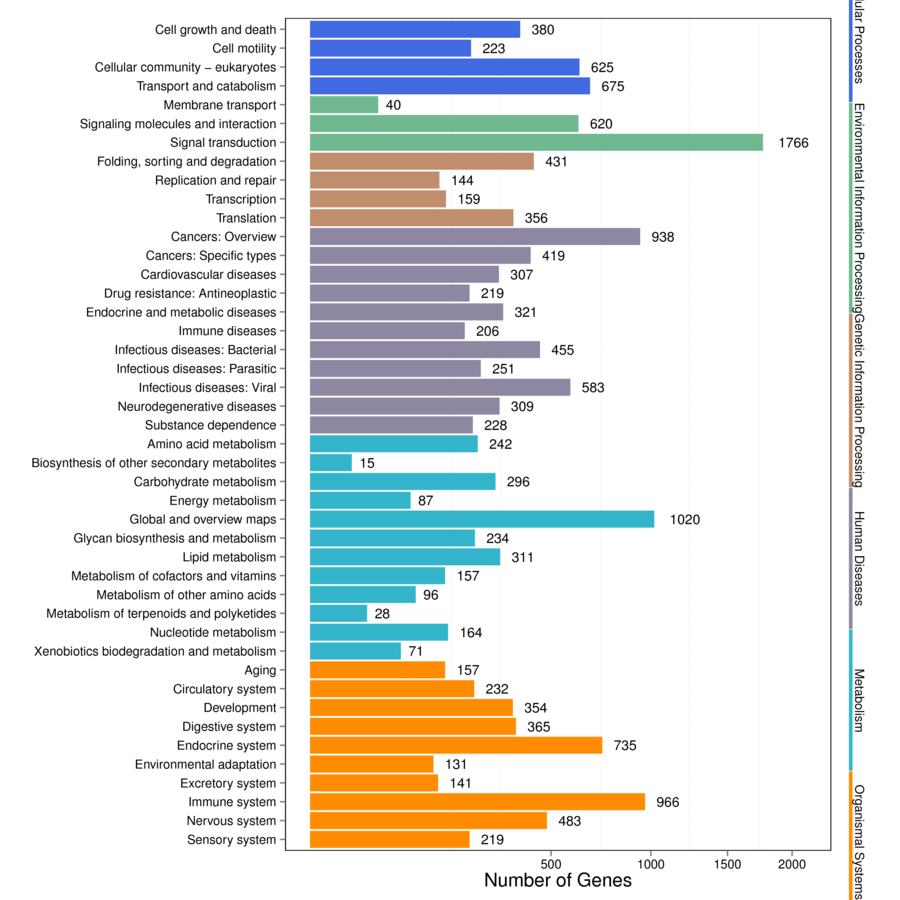 Cell growth and death 380
Cell motility 223
Cellular community – eukaryotes 625
Transport and catabolism 675
Membrane transport 40
Signaling molecules and interaction 620
Signal transduction 1766
Folding, sorting and degradation 431
Replication and repair 144
Transcription 159
Translation 356
Cancers: Overview 938
Cancers: Specific types 419
Cardiovascular diseases 307
Drug resistance: Antineoplastic 219
Endocrine and metabolic diseases 321
Immune diseases 206
Infectious diseases: Bacterial 455
Infectious diseases: Parasitic 251
Infectious diseases: Viral 583
Neurodegenerative diseases 309
Substance dependence 228
Amino acid metabolism 242
Biosynthesis of other secondary metabolites 15
Carbohydrate metabolism 296
Energy metabolism 87
Global and overview maps 1020
Glycan biosynthesis and metabolism 234
Lipid metabolism 311
Metabolism of cofactors and vitamins 157
Metabolism of other amino acids 96
Metabolism of terpenoids and polyketides 28
Nucleotide metabolism 164
Xenobiotics biodegradation and metabolism 71
Aging 157
Circulatory system 232
Development 354
Digestive system 365
Endocrine system 735
Environmental adaptation 131
Excretory system 141
Immune system 966
Nervous system 483
Sensory system 219
500 1000 1500 2000
Number of Genes
Processes
Environmental Information Processing
Genetic Information Processing
Human Diseases
Metabolism
Organismal Systems